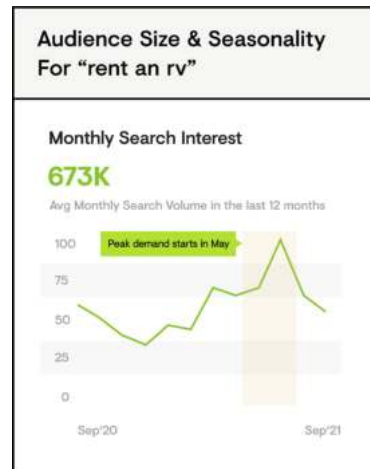 Audience Size & Seasonality
For “rent an rv”
Monthly Search Interest
673K
Avg Monthly Search Volume in the last 12 months
100
Peak demand starts in May
75
50
25
0
Sep'20
Sep'21